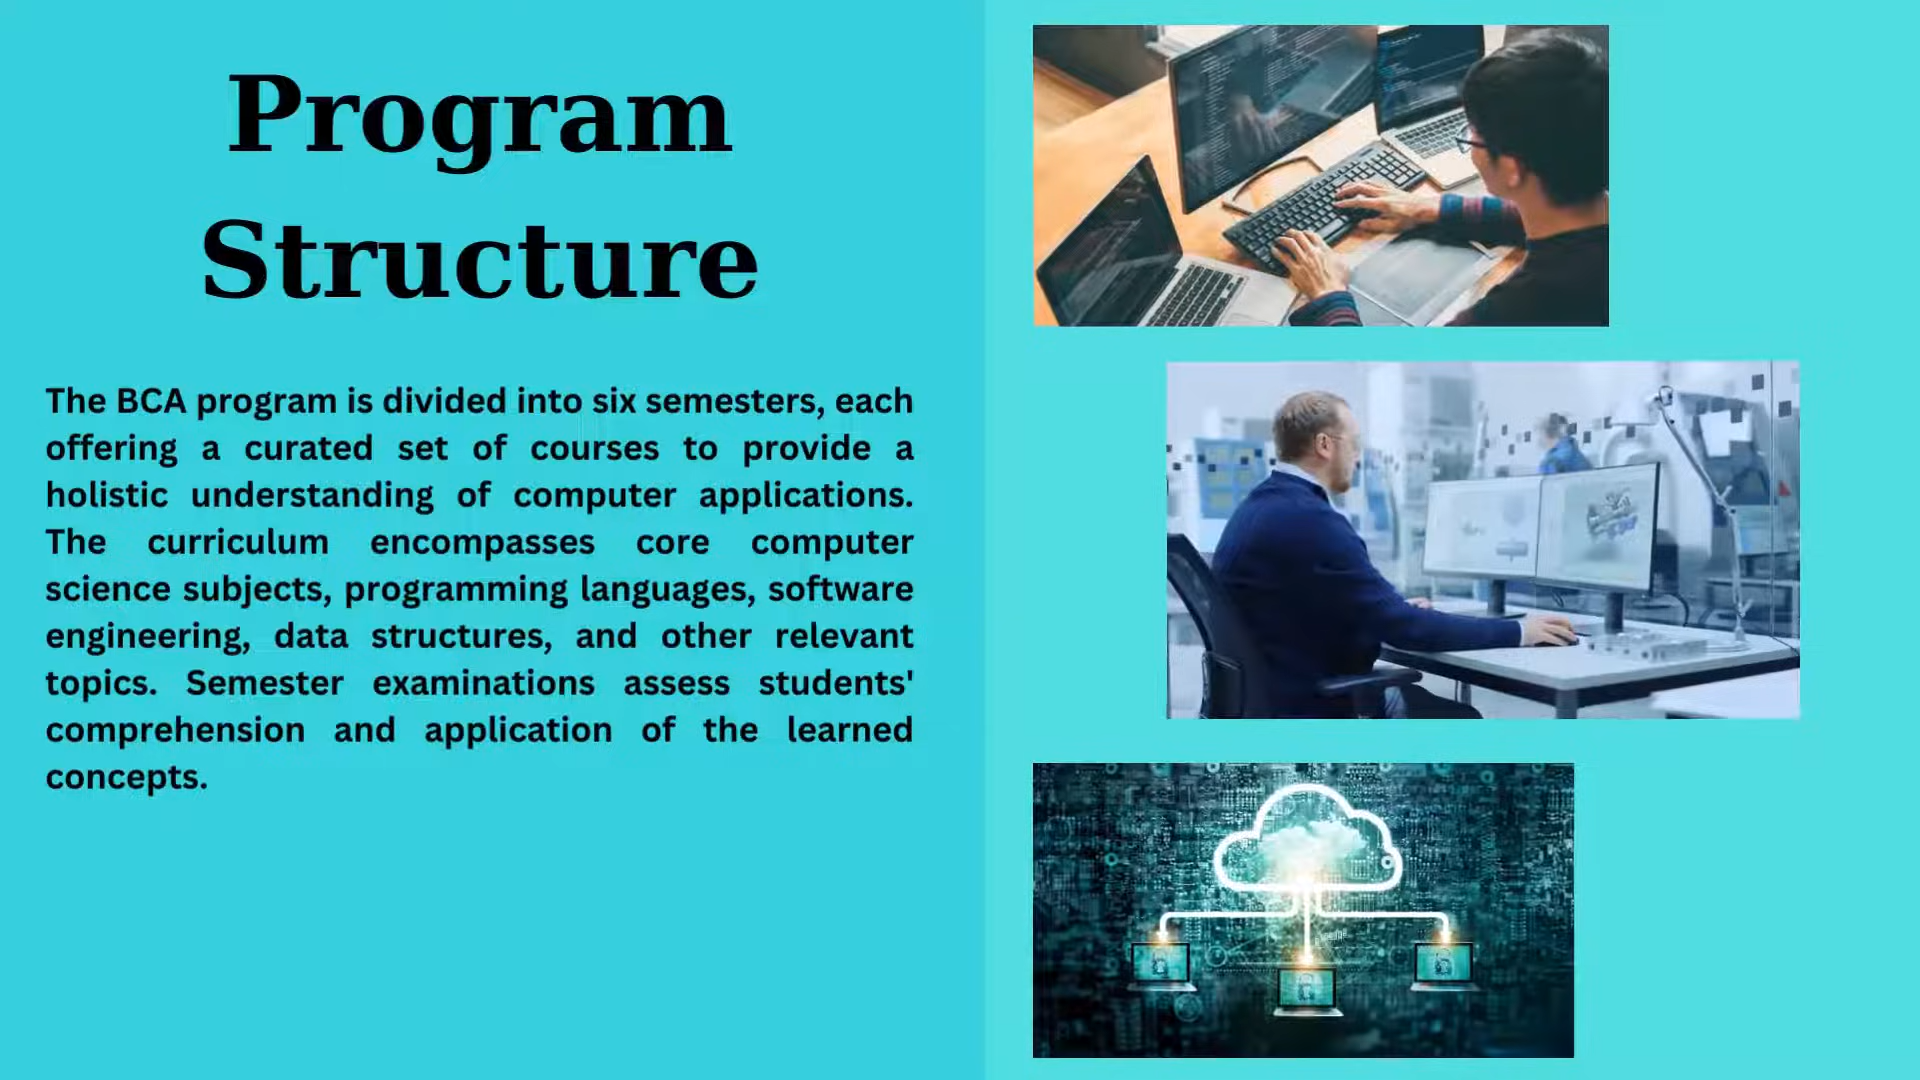 Program
Structure
The BCA program is divided into six semesters, each
offering a curated set of courses to provide a
holistic understanding of computer applications.
The curriculum encompasses core computer
science subjects, programming languages, software
engineering, data structures, and other relevant
topics. Semester examinations assess students'
comprehension and application of the learned
concepts.